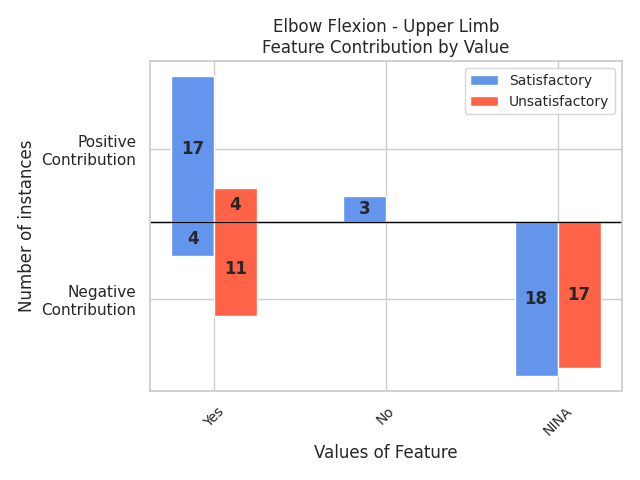 Elbow Flexion - Upper Limb
Feature Contribution by Value
Satisfactory
Unsatisfactory
Number of instances
Positive
Contribution
Negative
Contribution
17
4
4
11
3
18
17
Yes
No
NINA
Values of Feature